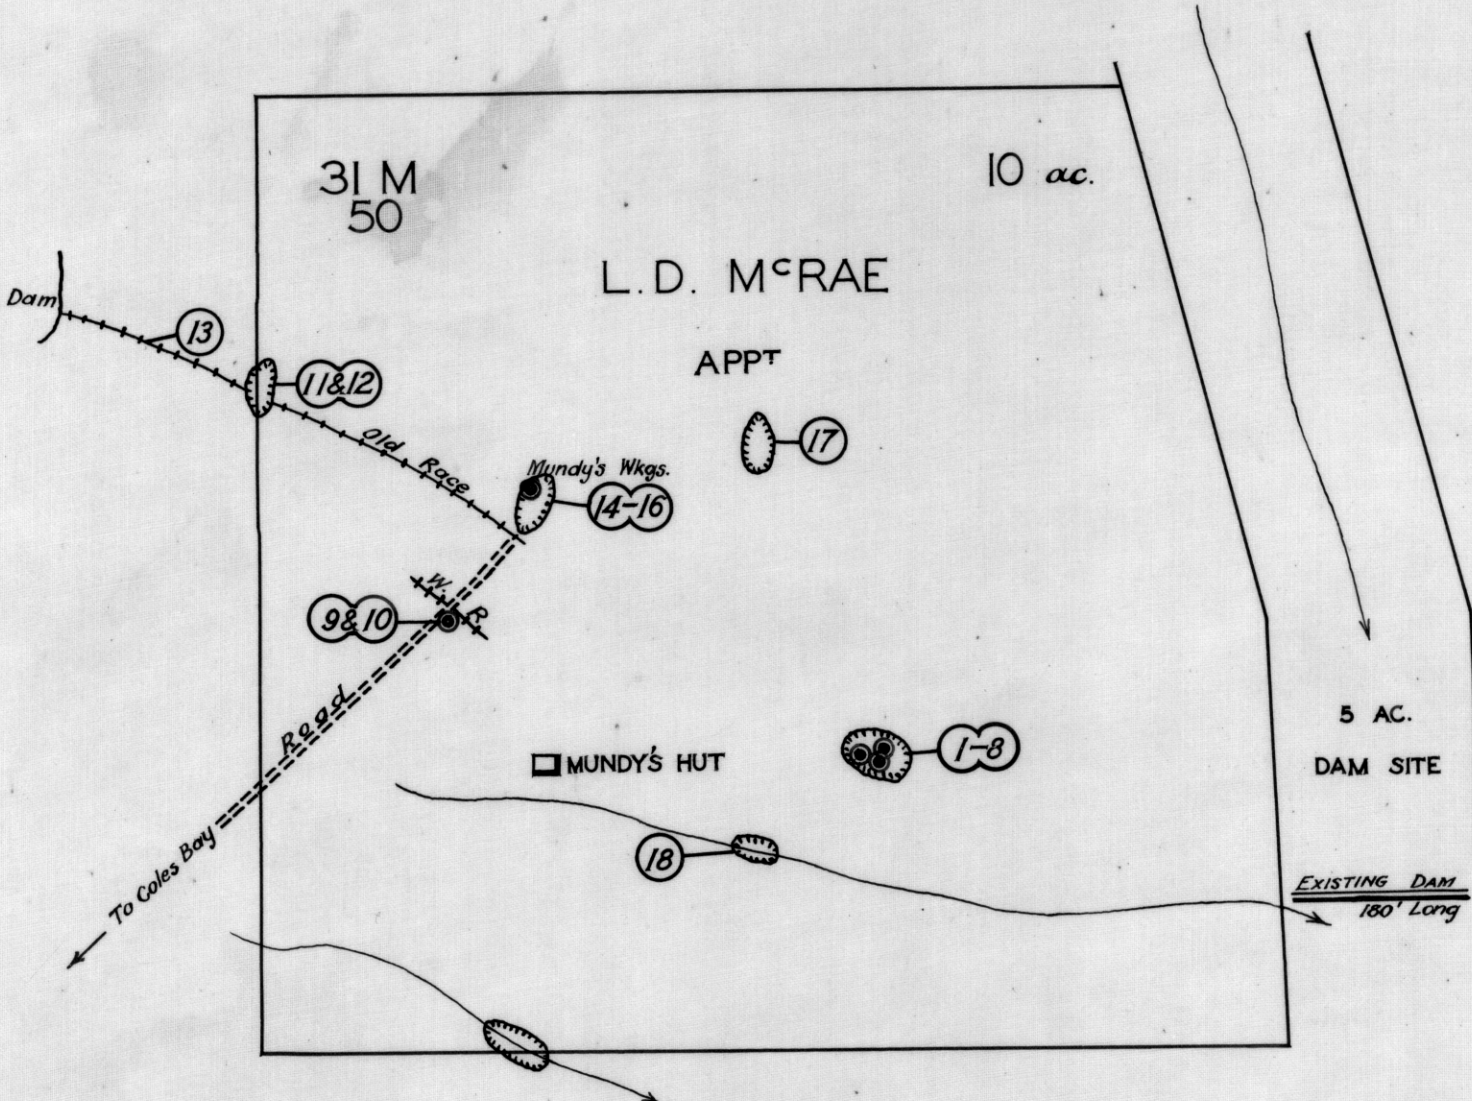 31 M
50
10 ac.
L.D. McRAE
APPT
Dam
13
11&12
Old Race
17
Mundy's Wkgs.
14-16
W. R.
9&10
Road
5 AC.
DAM SITE
MUNDY'S HUT
1-8
18
To Coles Bay
EXISTING DAM
180' Long